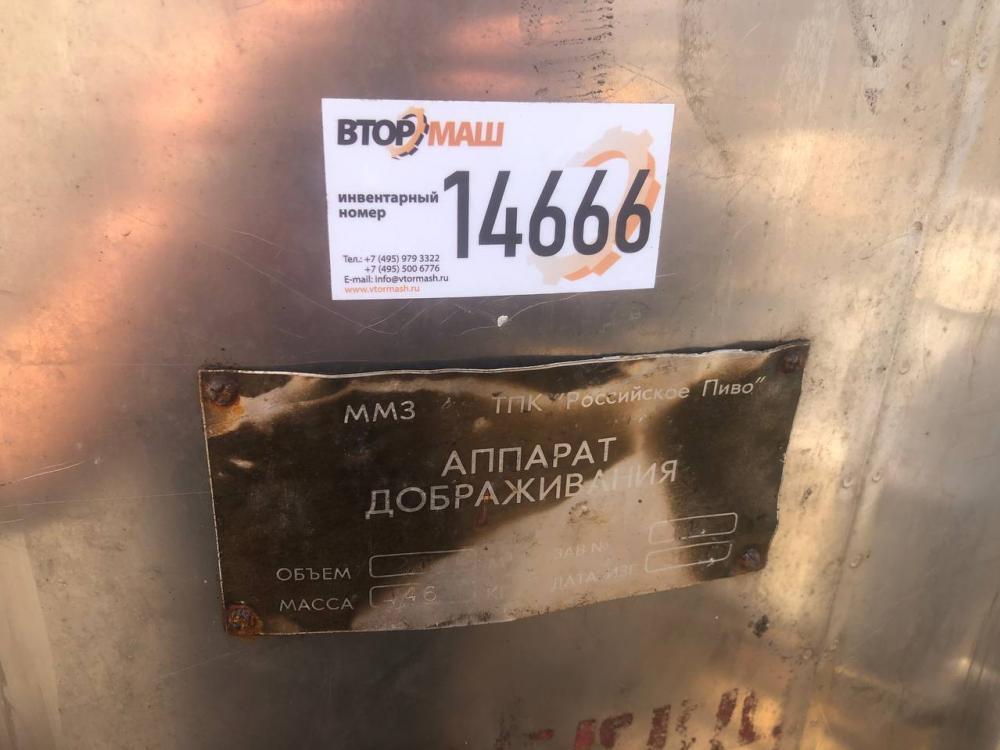 ВТОРМАШ
инвентарный
номер
14666
Тел.: +7 (495) 979 3322
+7 (495) 500 6776
E-mail: info@vtormash.ru
www.vtormash.ru
ММЗ ТПК "Российское Пиво"
АППАРАТ
ДОБРАЖИВАНИЯ
ОБЪЕМ ЗАВ №
МАССА КГ ДАТА ИЗГ